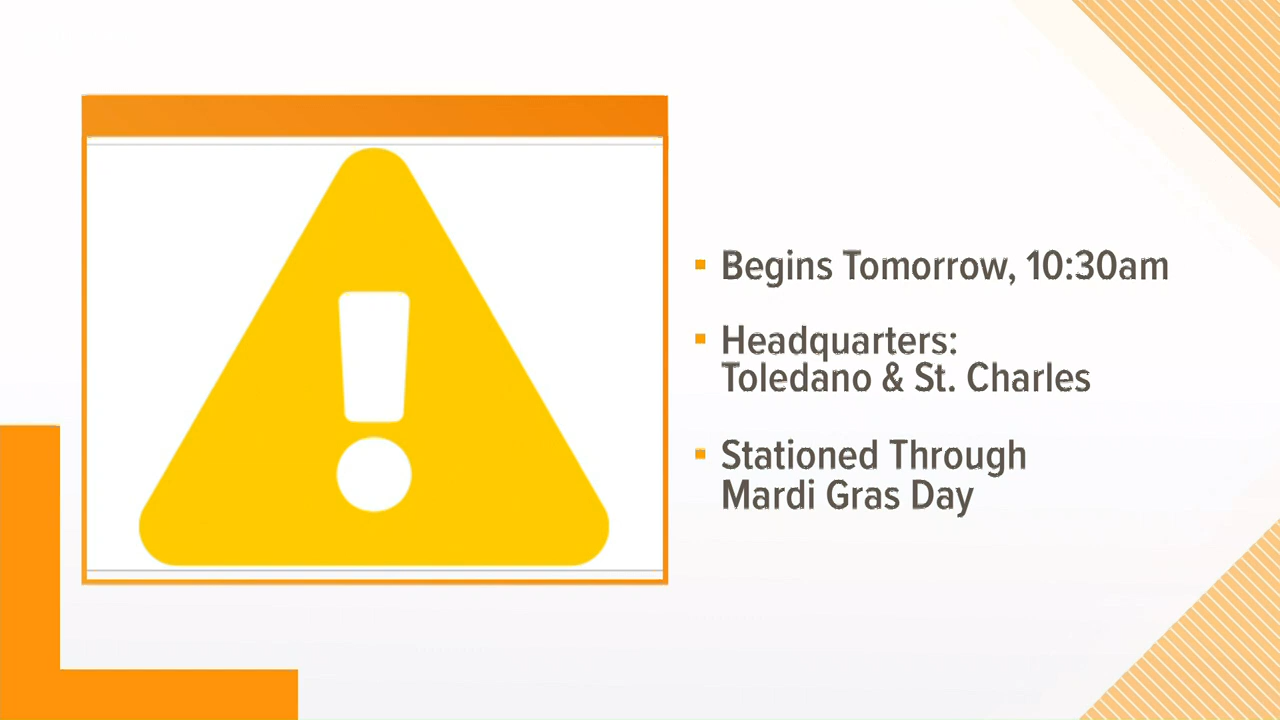 Begins Tomorrow, 10:30am
Headquarters:
Toledano & St. Charles
Stationed Through
Mardi Gras Day